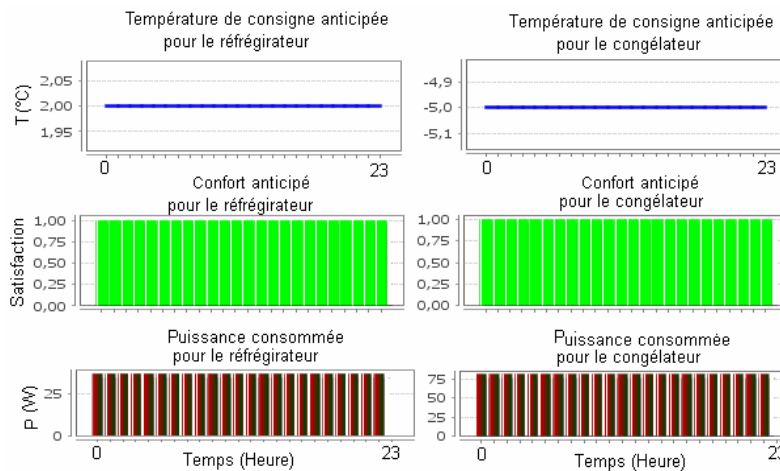 Température de consigne anticipée
pour le réfrigirateur
Température de consigne anticipée
pour le congélateur
T(°C)
2,05
2,00
1,95
0
23
-4,9
-5,0
-5,1
0
23
Confort anticipé
pour le réfrigirateur
Confort anticipé
pour le congélateur
Satisfaction
1,00
0,75
0,50
0,25
0,00
1,00
0,75
0,50
0,25
0,00
Puissance consommée
pour le réfrégirateur
Puissance consommée
pour le congélateur
P (W)
25
0
0
23
Temps (Heure)
75
50
25
0
0
23
Temps (Heure)